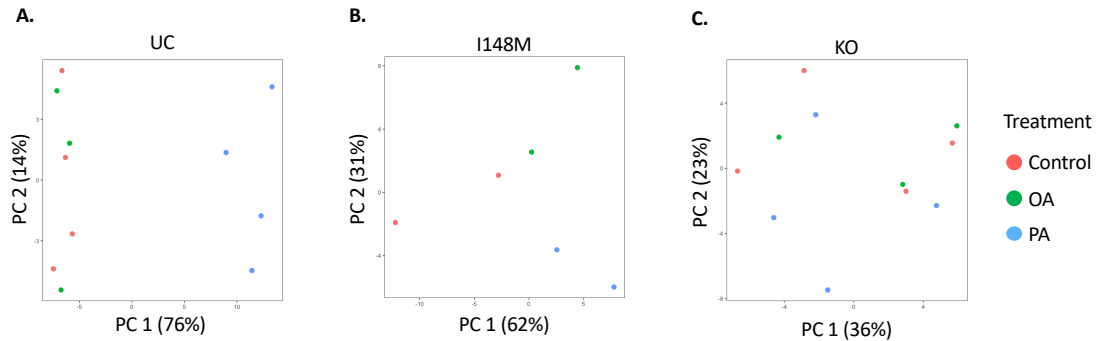 A.
UC
3
0
-3
-5
0
5
10
PC 2 (14%)
PC 1 (76%)
B.
I148M
8
4
0
-4
-10
-5
0
5
PC 2 (31%)
PC 1 (62%)
C.
KO
4
0
-4
-8
-4
0
4
PC 2 (23%)
PC 1 (36%)
Treatment
Control
OA
PA